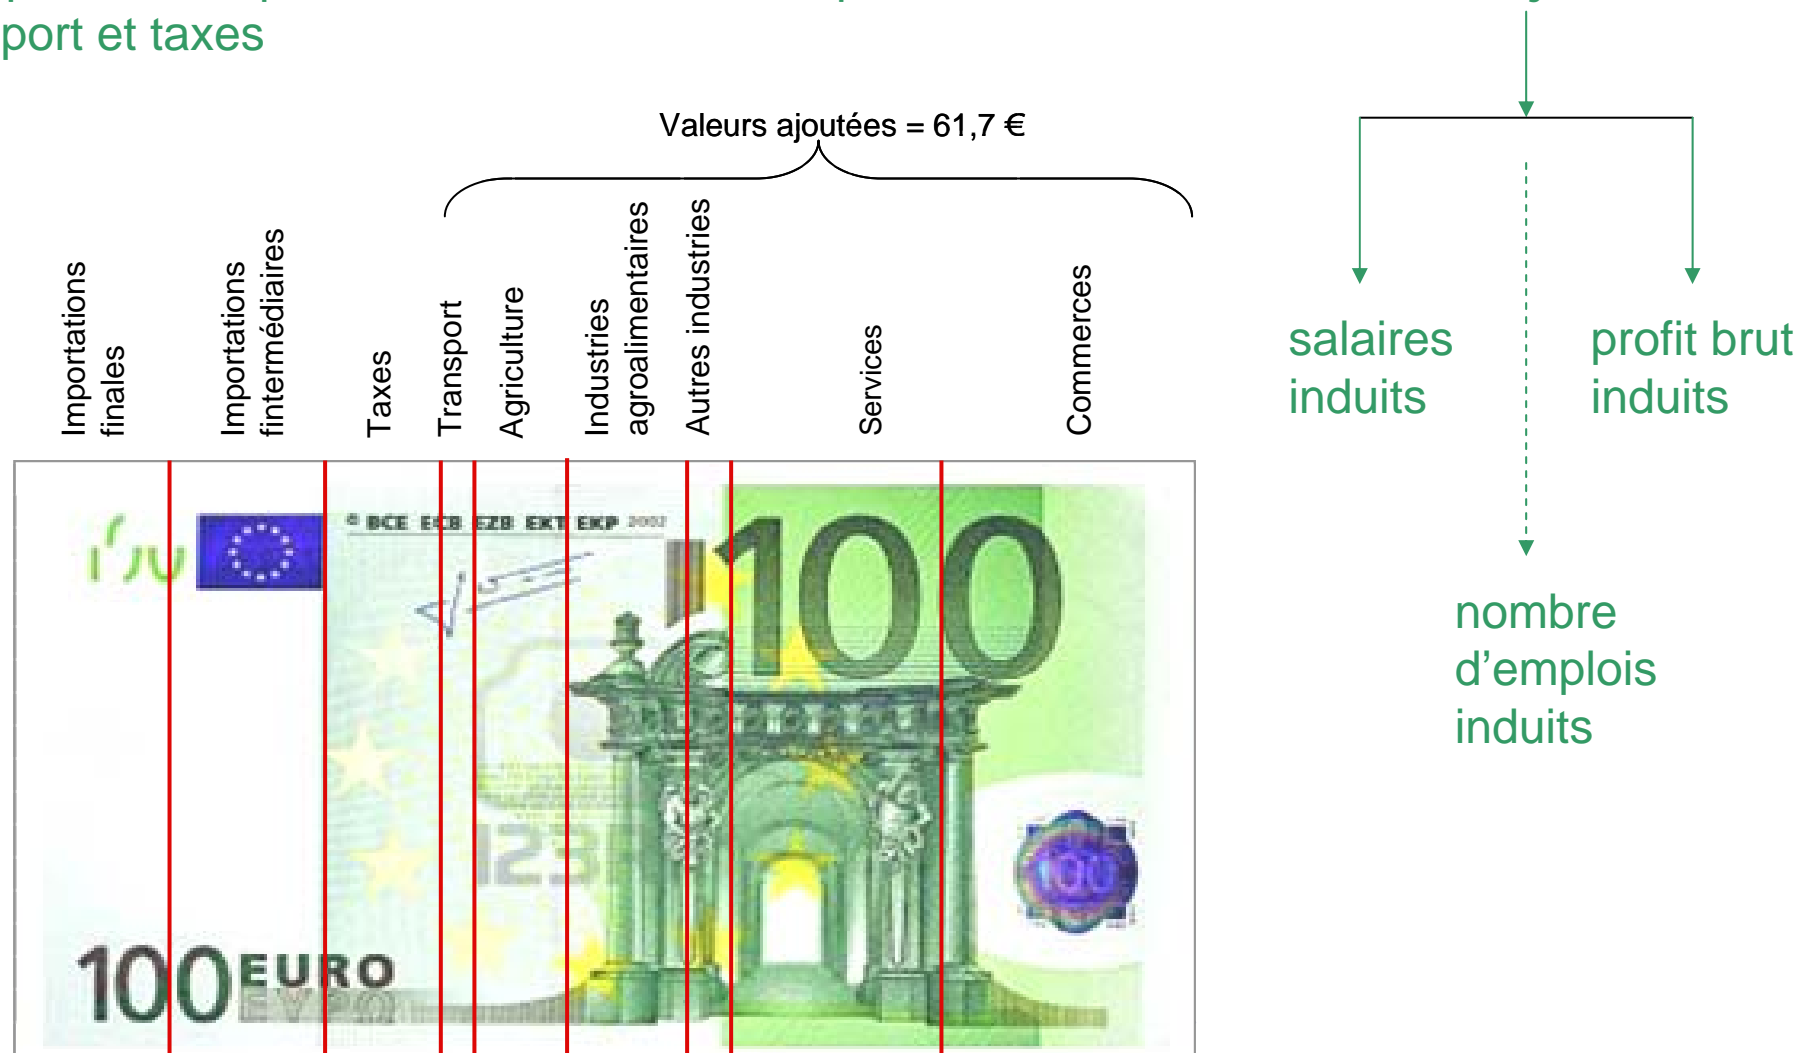 port et taxes
Valeurs ajoutées = 61,7 €
Importations
finales
Importations
fintermédiaires
Taxes
Transport
Agriculture
Industries
agroalimentaires
Autres industries
Services
Commerces
salaires
induits
profit brut
induits
nombre
d’emplois
induits
© BCE ECB EZB EKT EKP 2002
100
100 EURO
ΕΥΡΩ